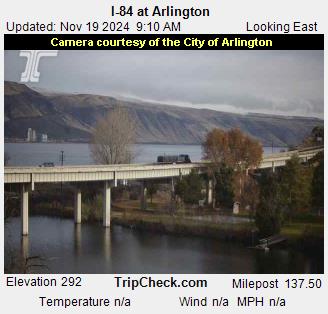 I-84 at Arlington
Updated: Nov 19 2024 9:10 AM Looking East
Camera courtesy of the City of Arlington
Elevation 292 TripCheck.com Milepost 137.50
Temperature n/a Wind n/a MPH n/a